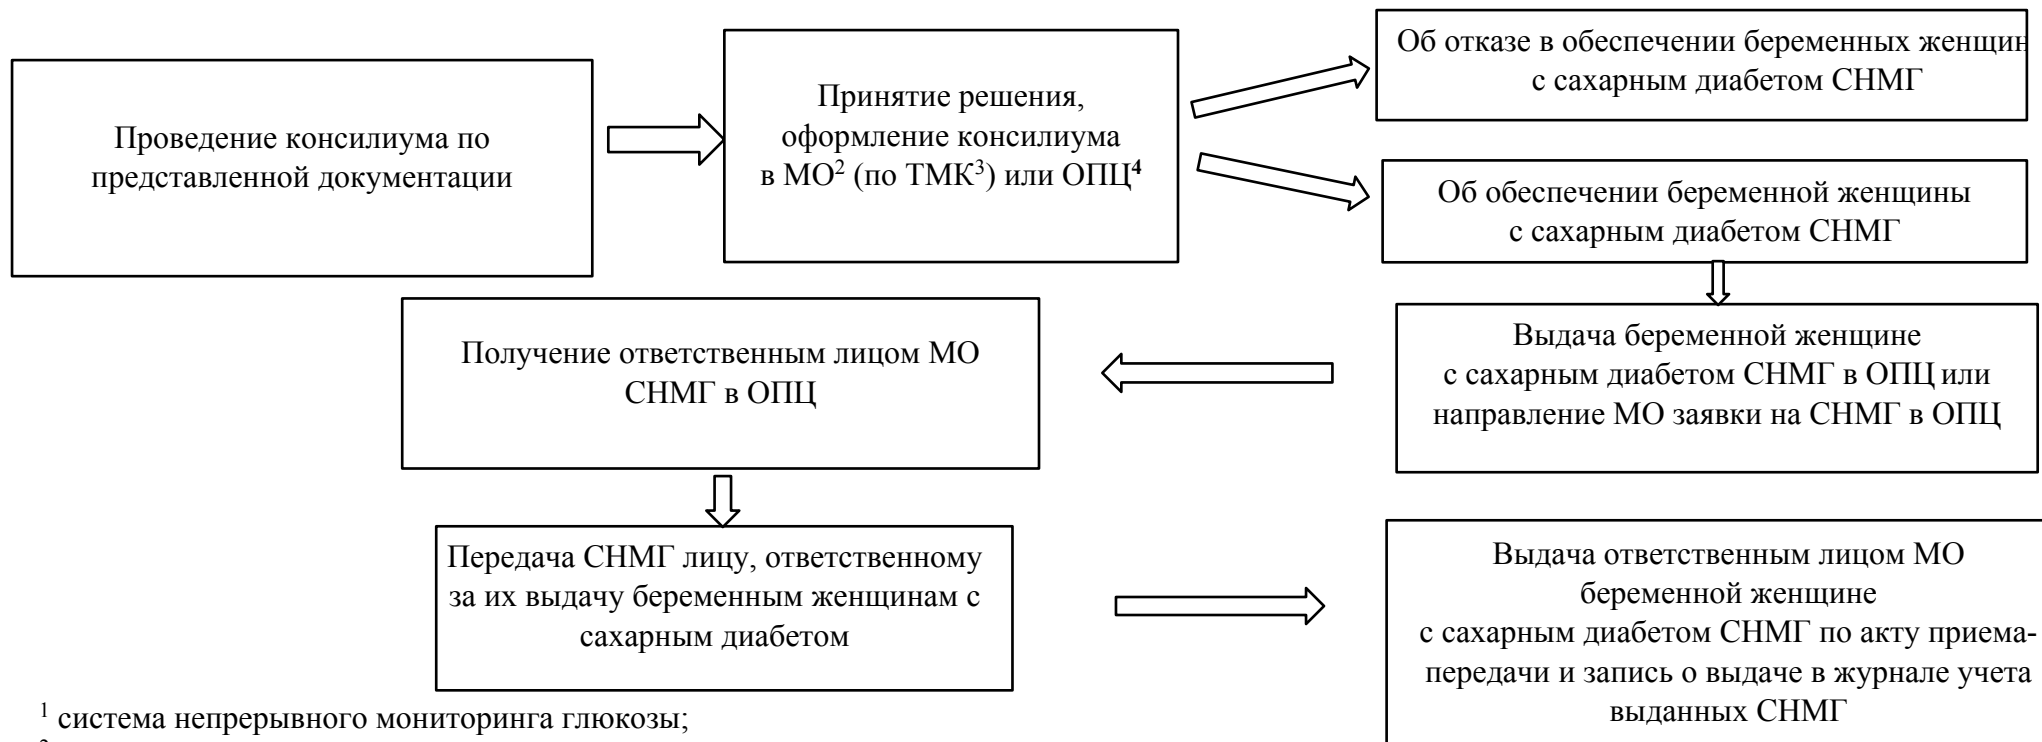 Проведение консилиума по
представленной документации
Принятие решения,
оформление консилиума
в МО² (по ТМК³) или ОПЦ⁴
Об отказе в обеспечении беременных женщин
с сахарным диабетом СНМГ
Об обеспечении беременной женщины
с сахарным диабетом СНМГ
Выдача беременной женщине
с сахарным диабетом СНМГ в ОПЦ или
направление МО заявки на СНМГ в ОПЦ
Получение ответственным лицом МО
СНМГ в ОПЦ
Передача СНМГ лицу, ответственному
за их выдачу беременным женщинам с
сахарным диабетом
Выдача ответственным лицом МО
беременной женщине
с сахарным диабетом СНМГ по акту приема-
передачи и запись о выдаче в журнале учета
выданных СНМГ
¹ система непрерывного мониторинга глюкозы;